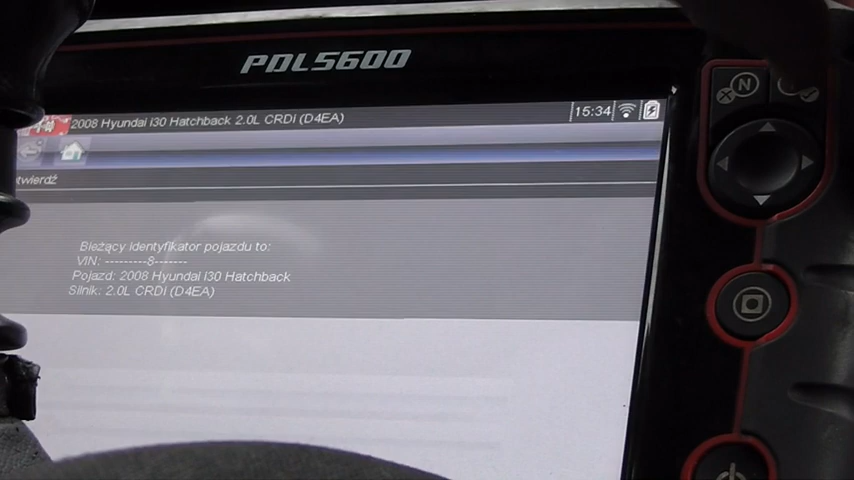 PDL5600
2008 Hyundai i30 Hatchback 2.0L CRDi (D4EA)
15:34
twierdź
Bieżący identyfikator pojazdu to:
VIN: ---------8-------
Pojazd: 2008 Hyundai i30 Hatchback
Silnik: 2.0L CRDi (D4EA)
N